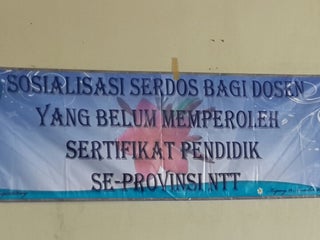 SOSIALISASI SERDOS BAGI DOSEN
YANG BELUM MEMPEROLEH
SERTIFIKAT PENDIDIK
SE-PROVINSI NTT